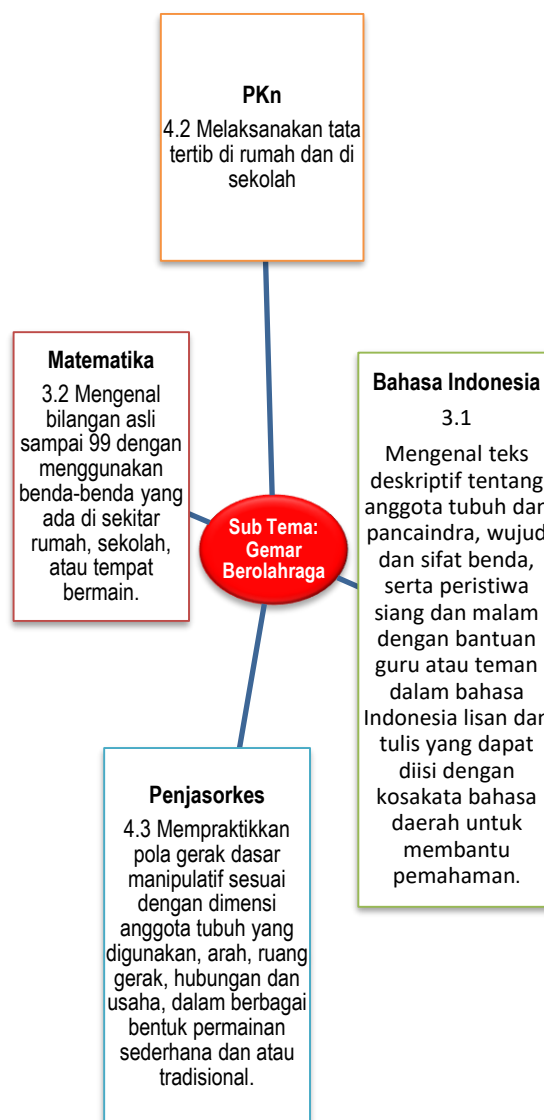 PKn
4.2 Melaksanakan tata
tertib di rumah dan di
sekolah
Matematika
3.2 Mengenal
bilangan asli
sampai 99 dengan
menggunakan
benda-benda yang
ada di sekitar
rumah, sekolah,
atau tempat
bermain.
Sub Tema:
Gemar
Berolahraga
Bahasa Indonesia
3.1
Mengenal teks
deskriptif tentang
anggota tubuh dan
pancaindra, wujud
dan sifat benda,
serta peristiwa
siang dan malam
dengan bantuan
guru atau teman
dalam bahasa
Indonesia lisan dan
tulis yang dapat
diisi dengan
kosakata bahasa
daerah untuk
membantu
pemahaman.
Penjasorkes
4.3 Mempraktikkan
pola gerak dasar
manipulatif sesuai
dengan dimensi
anggota tubuh yang
digunakan, arah, ruang
gerak, hubungan dan
usaha, dalam berbagai
bentuk permainan
sederhana dan atau
tradisional.